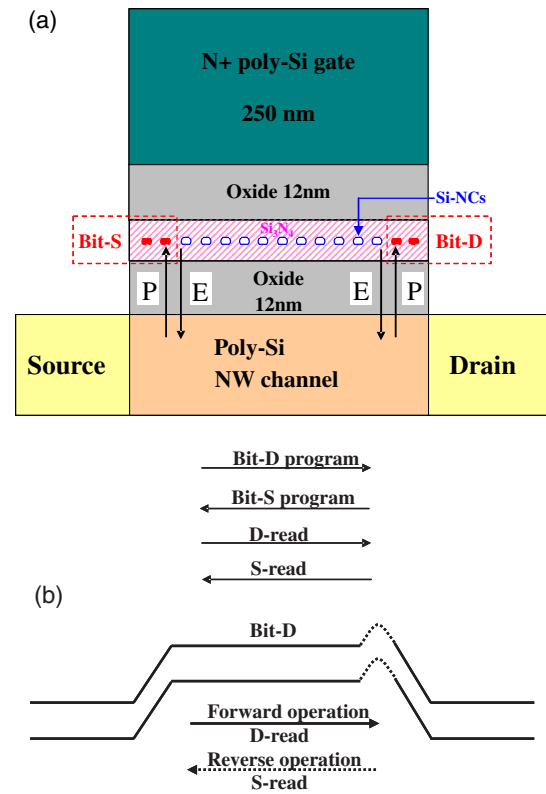 (a)
N+ poly-Si gate
250 nm
Oxide 12nm
Si-NCs
Si₃N₄
Bit-S
Bit-D
P
E
Oxide
12nm
E
P
Source
Poly-Si
NW channel
Drain
Bit-D program
Bit-S program
D-read
S-read
(b)
Bit-D
Forward operation
D-read
Reverse operation
S-read